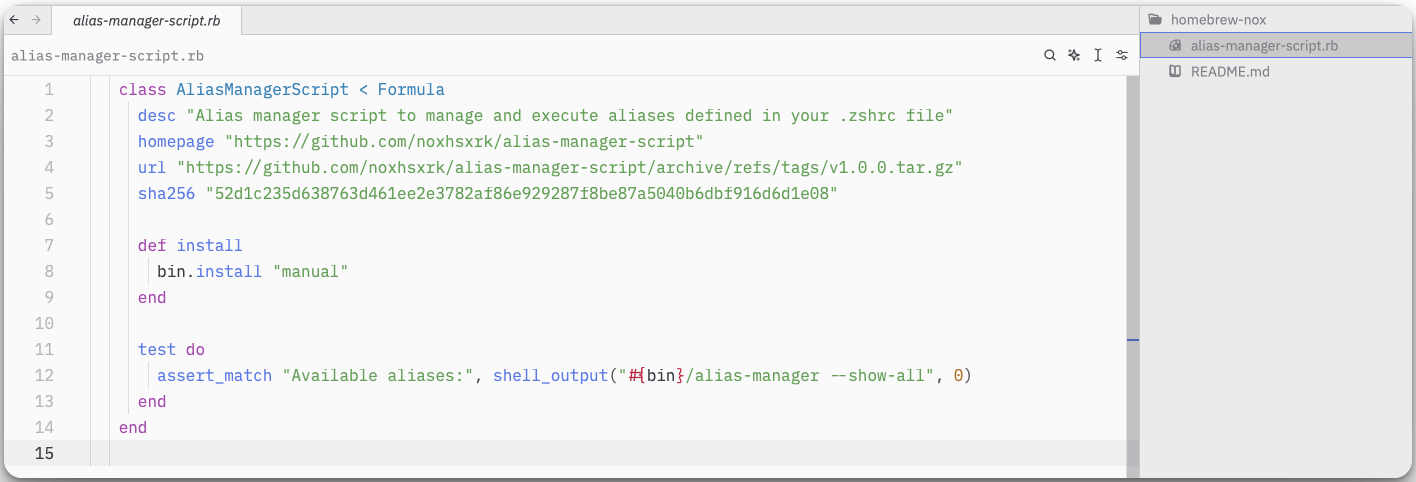 alias-manager-script.rb
alias-manager-script.rb
1 class AliasManagerScript < Formula
2 desc "Alias manager script to manage and execute aliases defined in your .zshrc file"
3 homepage "https://github.com/noxhsxrk/alias-manager-script"
4 url "https://github.com/noxhsxrk/alias-manager-script/archive/refs/tags/v1.0.0.tar.gz"
5 sha256 "52d1c235d638763d461ee2e3782af86e929287f8be87a5040b6dbf916d6d1e08"
6
7 def install
8 bin.install "manual"
9 end
10
11 test do
12 assert_match "Available aliases:", shell_output("#{bin}/alias-manager --show-all", 0)
13 end
14 end
15
homebrew-nox
alias-manager-script.rb
README.md